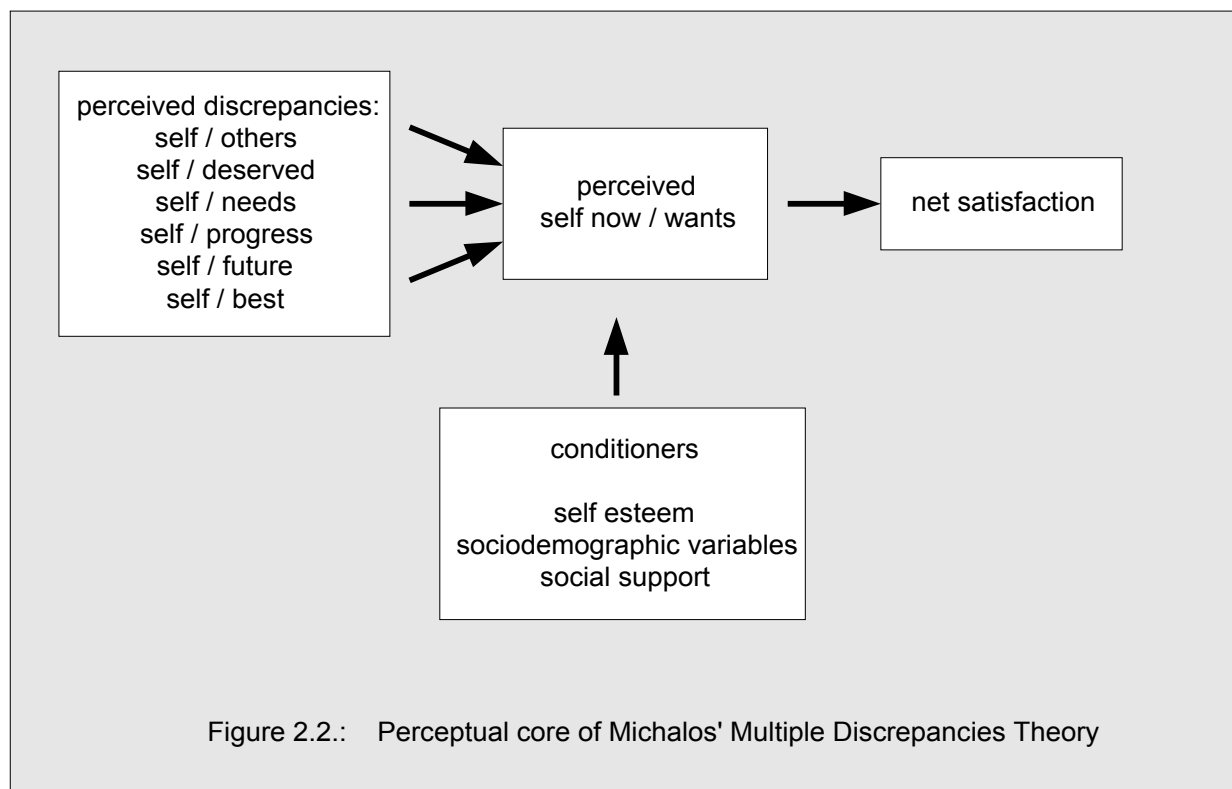 perceived discrepancies:
self / others
self / deserved
self / needs
self / progress
self / future
self / best
perceived
self now / wants
net satisfaction
conditioners
self esteem
sociodemographic variables
social support
Figure 2.2.: Perceptual core of Michalos' Multiple Discrepancies Theory